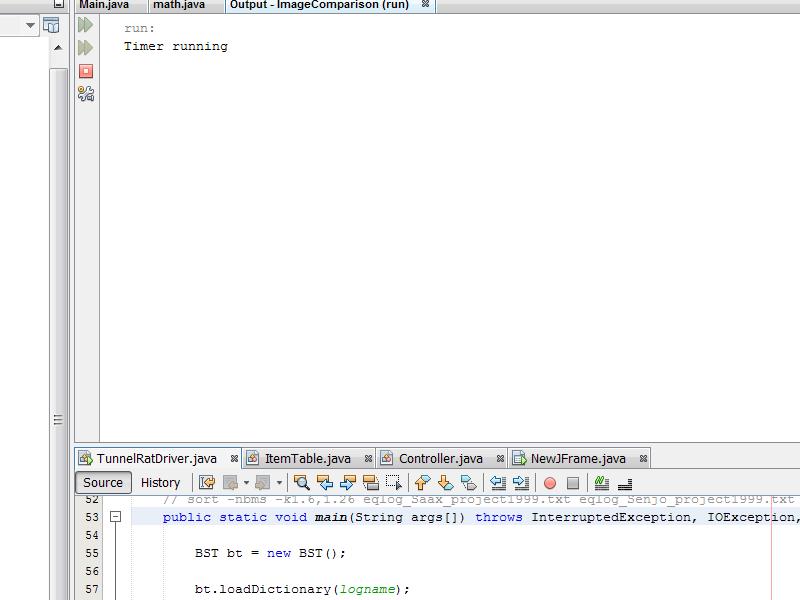 Main.java math.java Output - ImageComparison (run)
run:
Timer running
TunnelRatDriver.java ItemTable.java Controller.java NewJFrame.java
Source History
52 // sort -nbms -k1.6,1.26 eqlog_Saax_project1999.txt eqlog_Senjo_project1999.txt
53 public static void main(String args[]) throws InterruptedException, IOException,
54
55 BST bt = new BST();
56
57 bt.loadDictionary(logname);